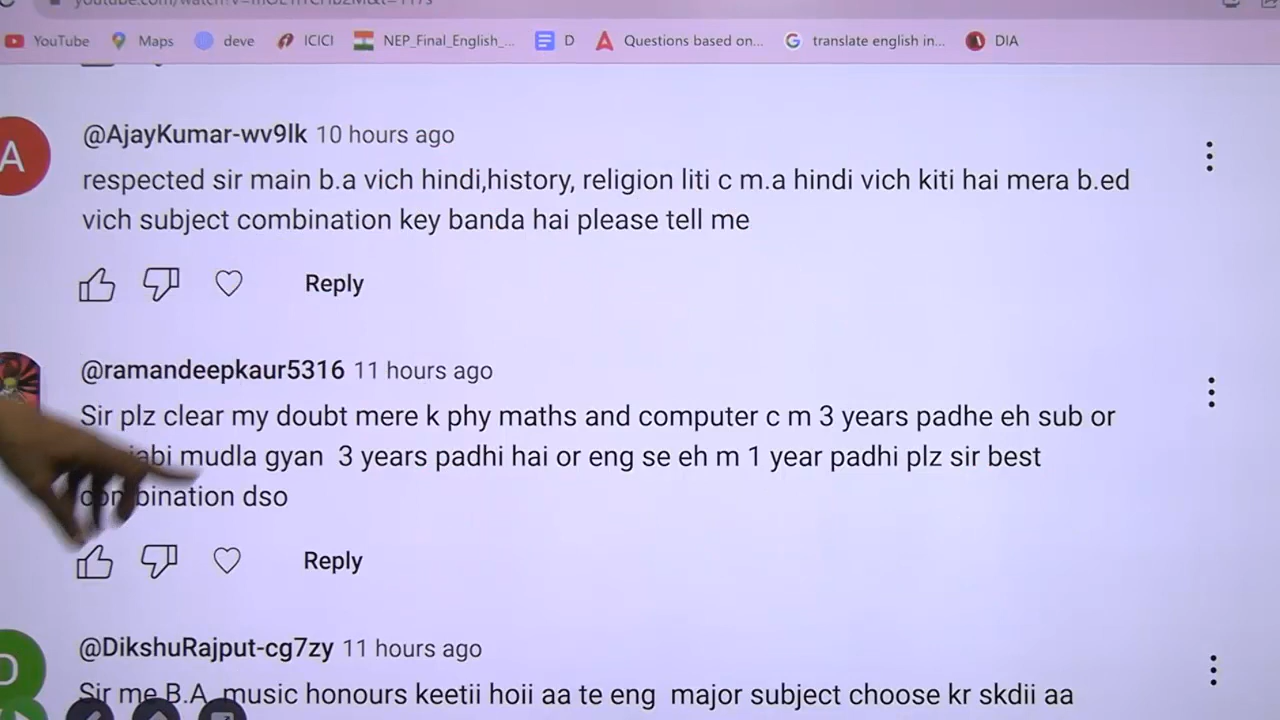 YouTube Maps deve ICICI NEP_Final_English_... D Questions based on... translate english in... DIA
A
@AjayKumar-wv9lk 10 hours ago
respected sir main b.a vich hindi,history, religion liti c m.a hindi vich kiti hai mera b.ed
vich subject combination key banda hai please tell me
Reply
@ramandeepkaur5316 11 hours ago
Sir plz clear my doubt mere k phy maths and computer c m 3 years padhe eh sub or
mudla gyan 3 years padhi hai or eng se eh m 1 year padhi plz sir best
combination dso
Reply
D
@DikshuRajput-cg7zy 11 hours ago
Sir me B.A music honours keetii hoii aa te eng major subject choose kr skdii aa